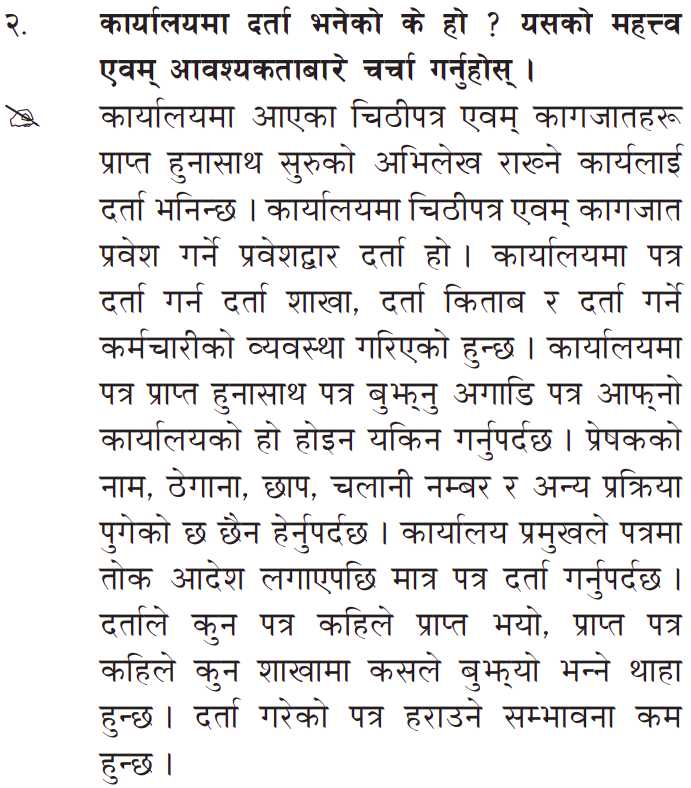 २. कार्यालयमा दर्ता भनेको के हो ? यसको महत्त्व
एवम् आवश्यकताबारे चर्चा गर्नुहोस् ।
कार्यालयमा आएका चिठीपत्र एवम् कागजातहरू
प्राप्त हुनासाथ सुरुको अभिलेख राख्ने कार्यलाई
दर्ता भनिन्छ । कार्यालयमा चिठीपत्र एवम् कागजात
प्रवेश गर्ने प्रवेशद्वार दर्ता हो । कार्यालयमा पत्र
दर्ता गर्न दर्ता शाखा, दर्ता किताब र दर्ता गर्ने
कर्मचारीको व्यवस्था गरिएको हुन्छ । कार्यालयमा
पत्र प्राप्त हुनासाथ पत्र बुझ्नु अगाडि पत्र आफ्नो
कार्यालयको हो होइन यकिन गर्नुपर्दछ । प्रेषकको
नाम, ठेगाना, छाप, चलानी नम्बर र अन्य प्रक्रिया
पुगेको छ छैन हेर्नुपर्दछ । कार्यालय प्रमुखले पत्रमा
तोक आदेश लगाएपछि मात्र पत्र दर्ता गर्नुपर्दछ ।
दर्ताले कुन पत्र कहिले प्राप्त भयो, प्राप्त पत्र
कहिले कुन शाखामा कसले बुझ्यो भन्ने थाहा
हुन्छ । दर्ता गरेको पत्र हराउने सम्भावना कम
हुन्छ ।